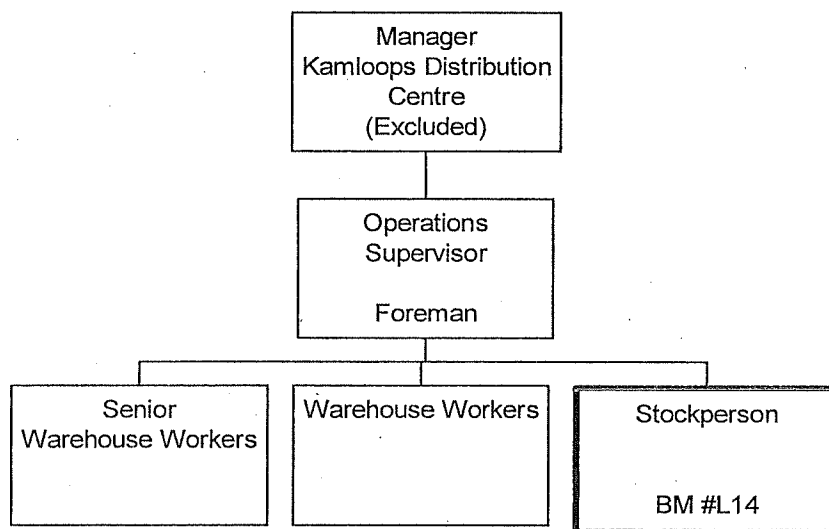 Manager
Kamloops Distribution
Centre
(Excluded)
Operations
Supervisor
Foreman
Senior
Warehouse Workers
Warehouse Workers
Stockperson
BM #L14